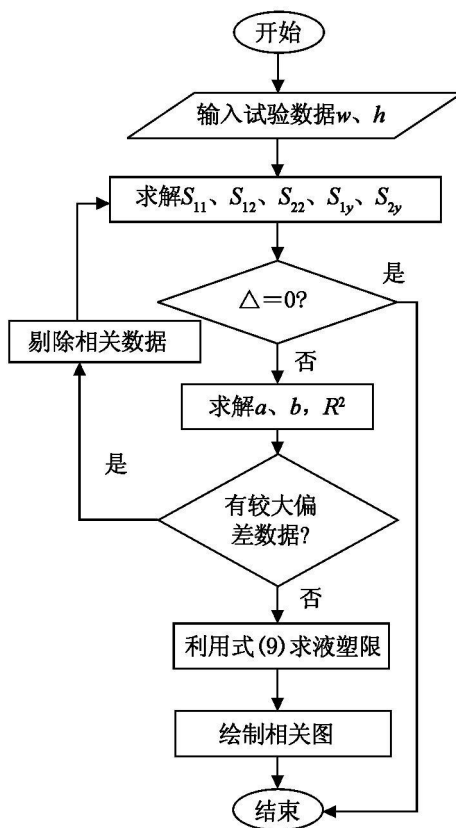 开始
输入试验数据w、h
求解S₁₁、S₁₂、S₂₂、S₁ᵧ、S₂ᵧ
是
△=0?
剔除相关数据
否
求解a、b，R²
是
有较大偏
差数据?
否
利用式(9)求液塑限
绘制相关图
结束